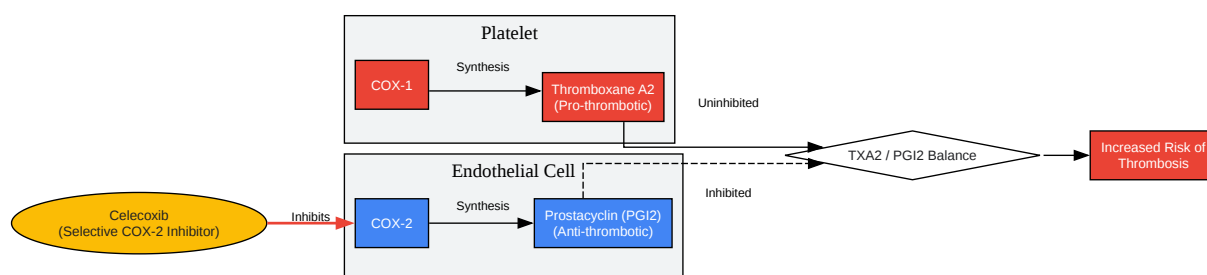 Platelet
Synthesis
COX-1
Thromboxane A2
(Pro-thrombotic)
Uninhibited
TXA2 / PGI2 Balance
Increased Risk of
Thrombosis
Endothelial Cell
Inhibited
Celecoxib
(Selective COX-2 Inhibitor)
Inhibits
COX-2
Synthesis
Prostacyclin (PGI2)
(Anti-thrombotic)